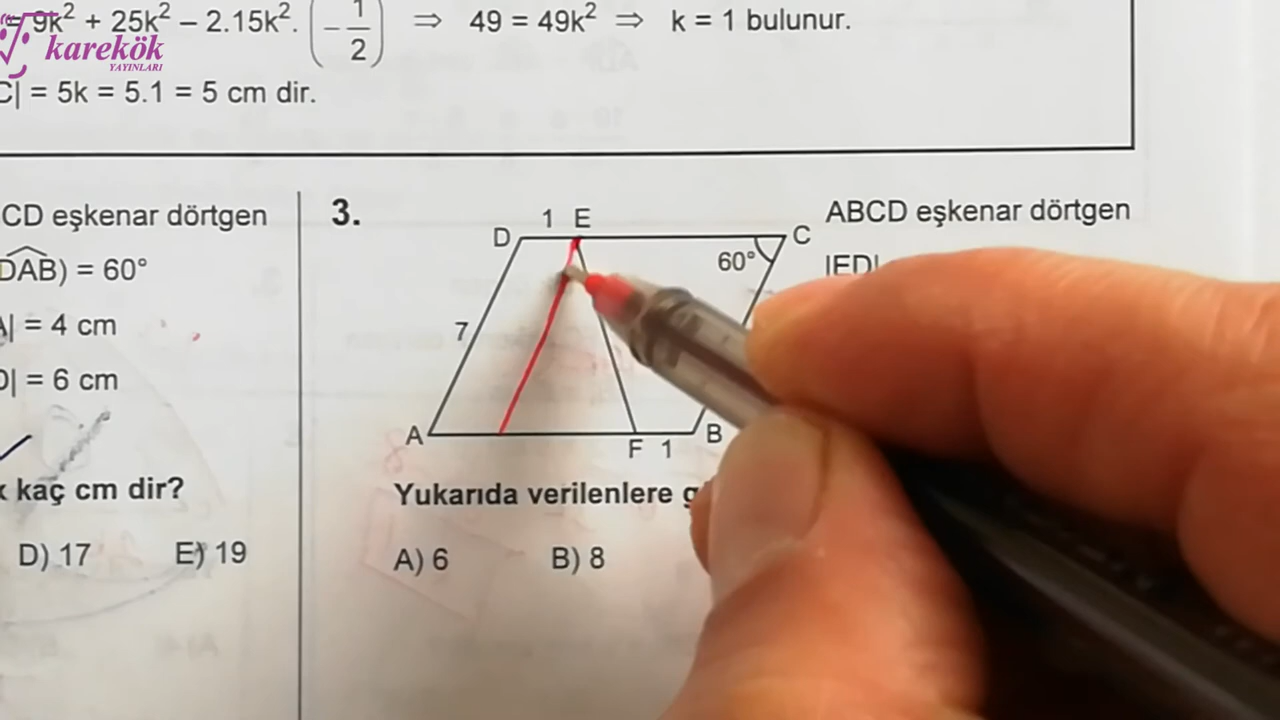 = 9k² + 25k² – 2.15k². (–1/2) ⇒ 49 = 49k² ⇒ k = 1 bulunur.
karekök
YAYINLARI
C| = 5k = 5.1 = 5 cm dir.
CD eşkenar dörtgen
DAB) = 60°
A| = 4 cm
D| = 6 cm
kaç cm dir?
D) 17 E) 19
3.
1 E
D
C
60°
7
A
F 1
B
ABCD eşkenar dörtgen
|ED|
Yukarıda verilenlere
A) 6 B) 8